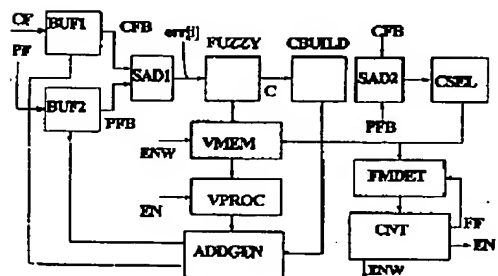 CF
BUF1
CFB
PF
BUF2
PFB
SAD1
err[i]
FUZZY
C
CBUILD
CFB
SAD2
PFB
CSEL
ENW
VMEM
EN
VPROC
ADDGEN
FMDET
CNT
FF
EN
ENW